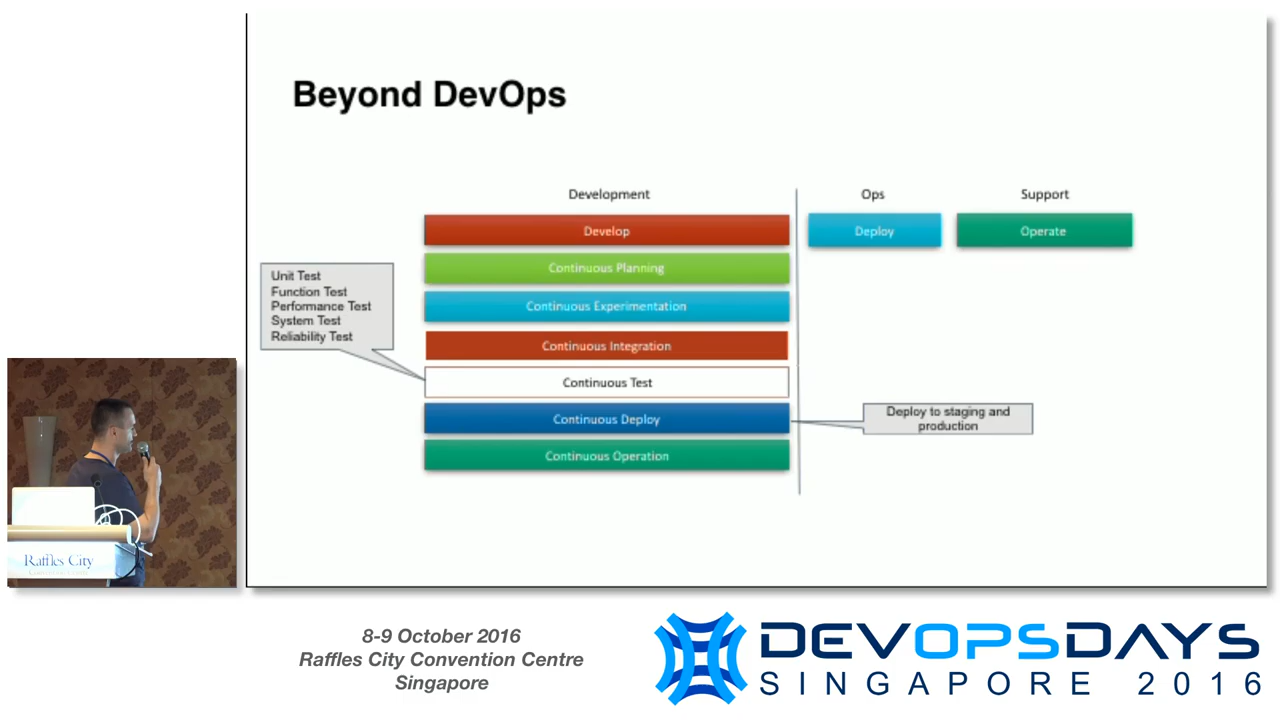 Beyond DevOps
Development
Ops
Support
Develop
Deploy
Operate
Continuous Planning
Unit Test
Function Test
Performance Test
System Test
Reliability Test
Continuous Experimentation
Continuous Integration
Continuous Test
Continuous Deploy
Deploy to staging and
production
Continuous Operation
Raffles City
8-9 October 2016
Raffles City Convention Centre
Singapore
DEVOPSDAYS
SINGAPORE 2016